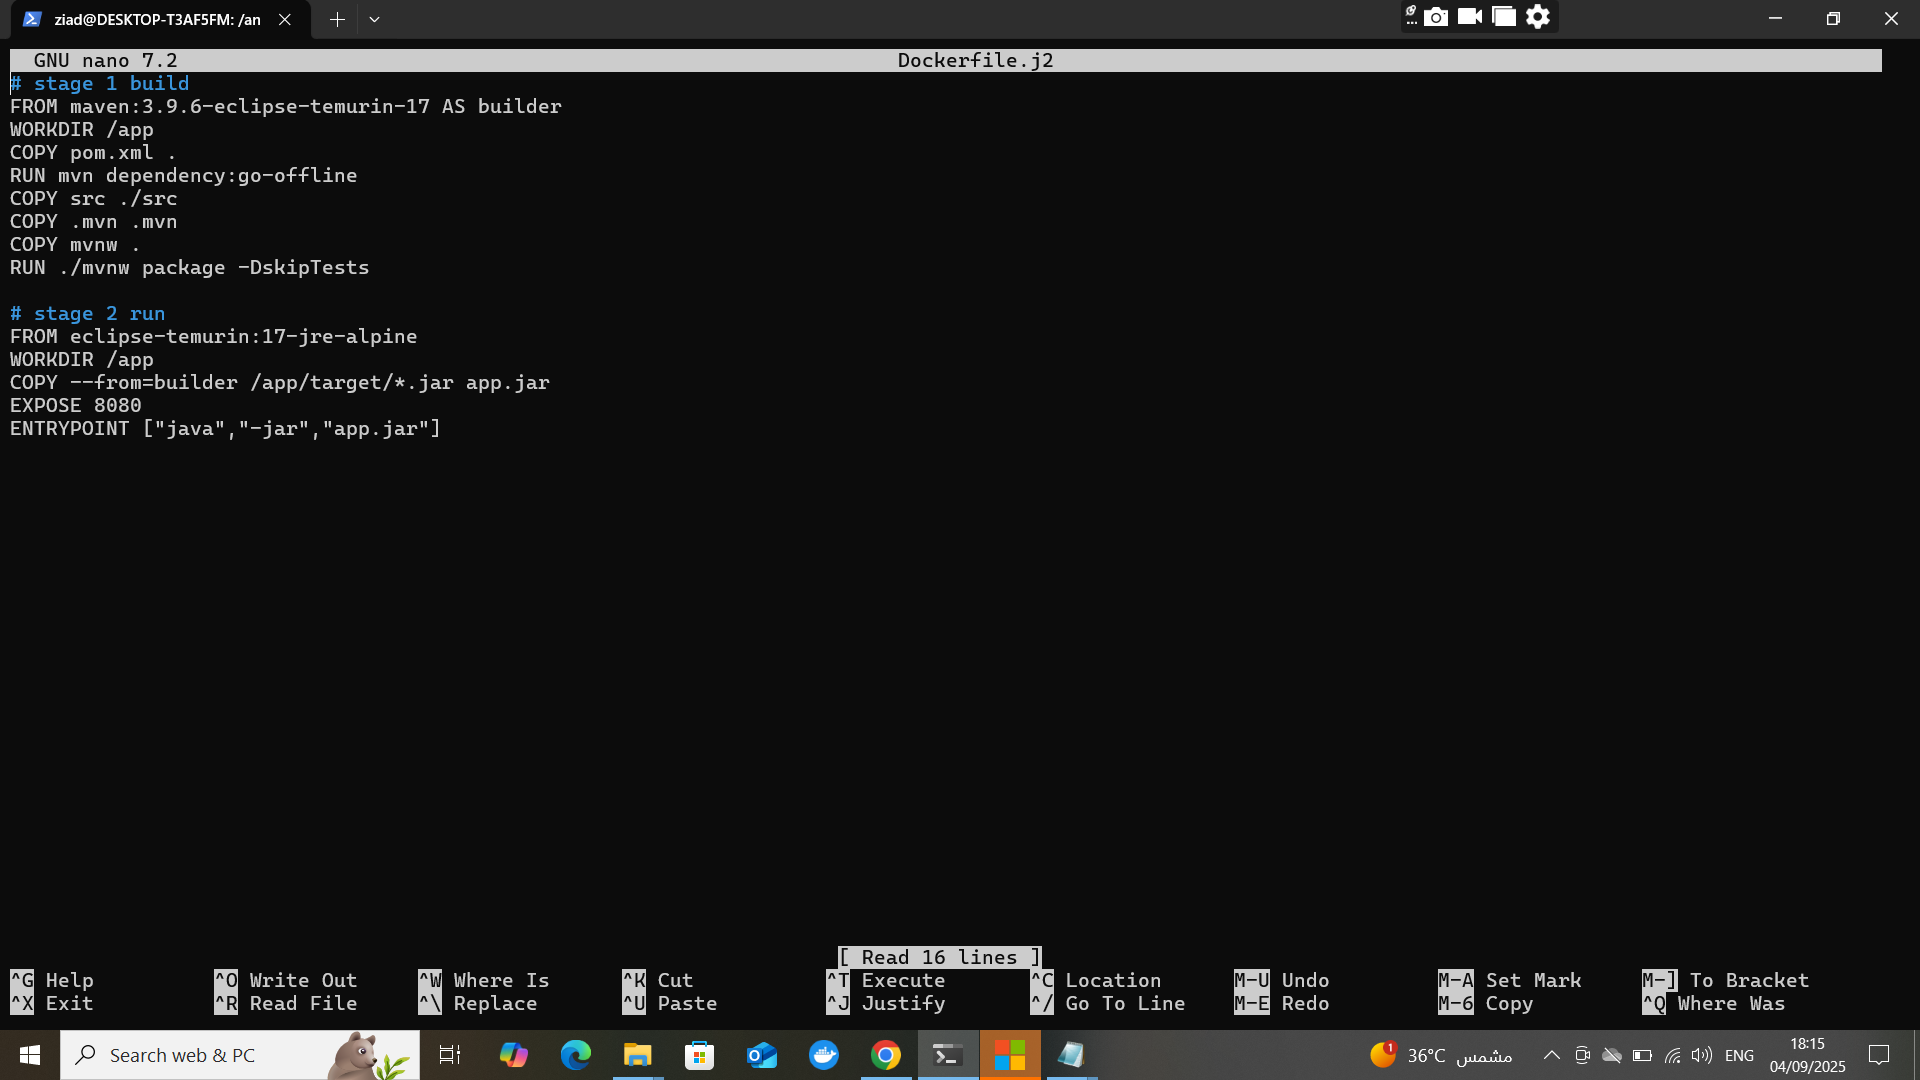 ziad@DESKTOP-T3AF5FM: /an
GNU nano 7.2 Dockerfile.j2
# stage 1 build
FROM maven:3.9.6-eclipse-temurin-17 AS builder
WORKDIR /app
COPY pom.xml .
RUN mvn dependency:go-offline
COPY src ./src
COPY .mvn .mvn
COPY mvnw .
RUN ./mvnw package -DskipTests
# stage 2 run
FROM eclipse-temurin:17-jre-alpine
WORKDIR /app
COPY --from=builder /app/target/*.jar app.jar
EXPOSE 8080
ENTRYPOINT ["java","-jar","app.jar"]
[ Read 16 lines ]
^G Help ^O Write Out ^W Where Is ^K Cut ^T Execute ^C Location M-U Undo M-A Set Mark M-] To Bracket
^X Exit ^R Read File ^\ Replace ^U Paste ^J Justify ^/ Go To Line M-E Redo M-6 Copy ^Q Where Was
Search web & PC
1
36°C مشمس
ENG
18:15
04/09/2025